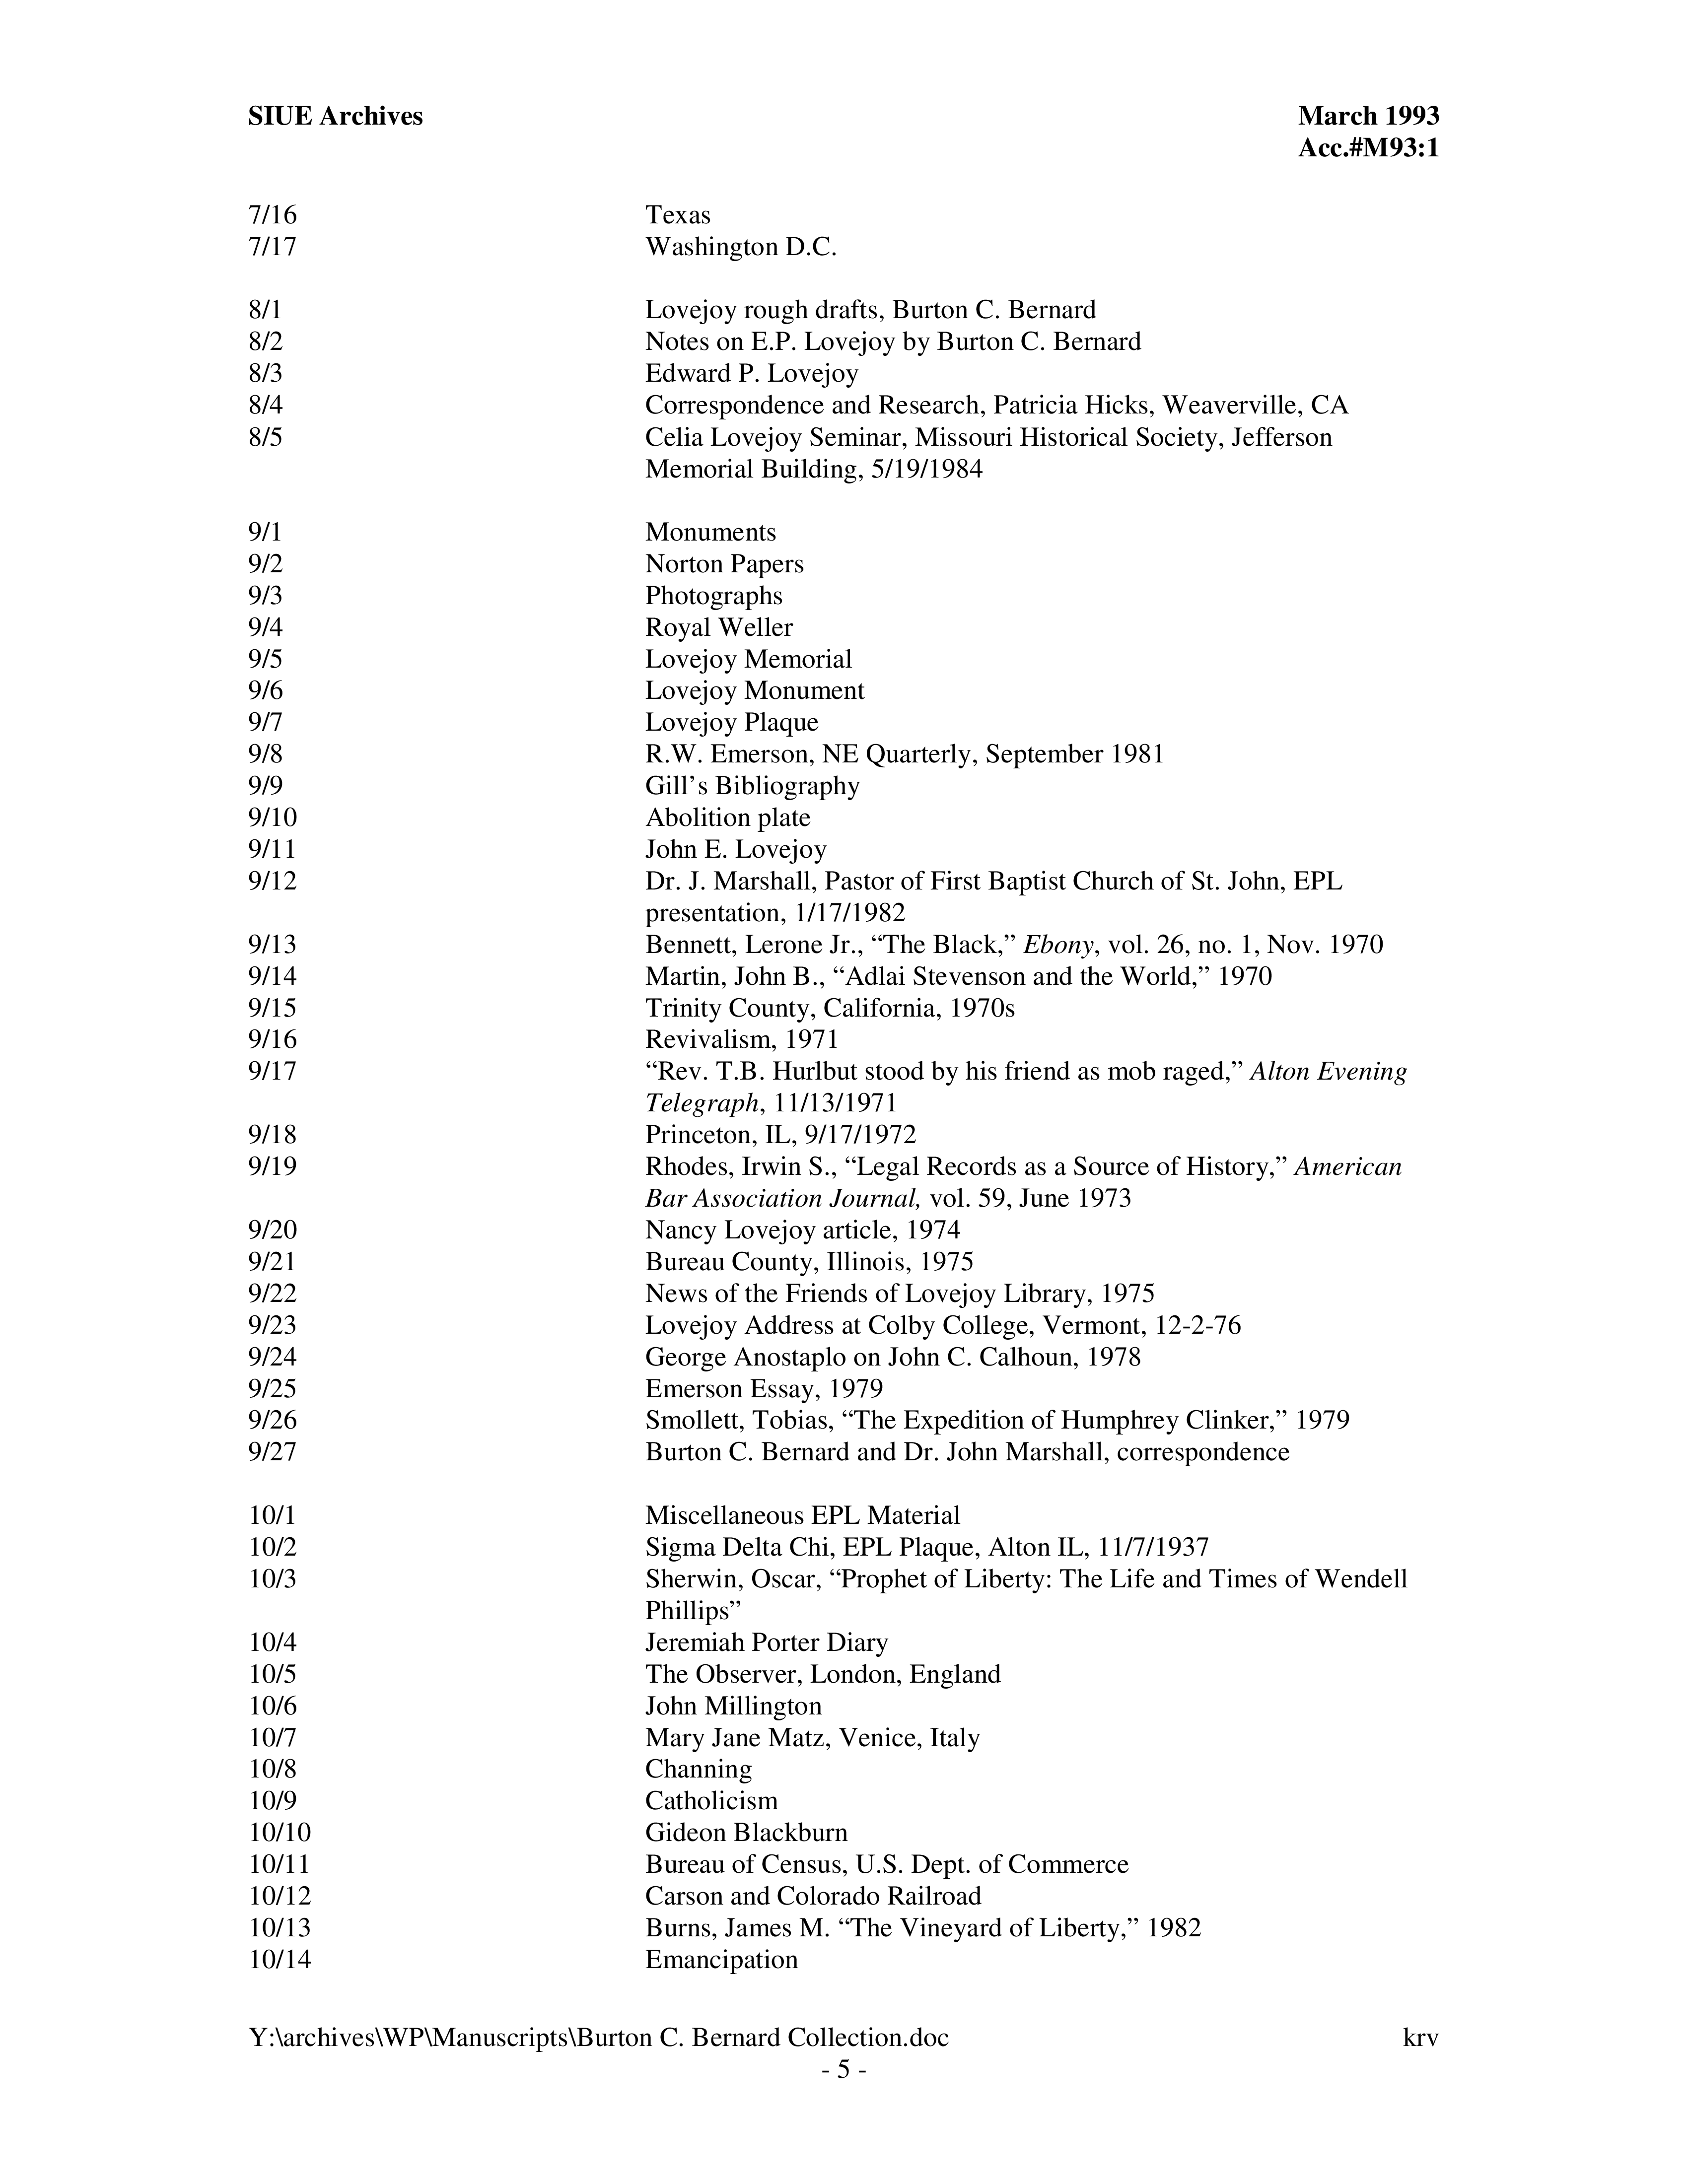 SIUE Archives March 1993
Acc.#M93:1
7/16 Texas
7/17 Washington D.C.
8/1 Lovejoy rough drafts, Burton C. Bernard
8/2 Notes on E.P. Lovejoy by Burton C. Bernard
8/3 Edward P. Lovejoy
8/4 Correspondence and Research, Patricia Hicks, Weaverville, CA
8/5 Celia Lovejoy Seminar, Missouri Historical Society, Jefferson
Memorial Building, 5/19/1984
9/1 Monuments
9/2 Norton Papers
9/3 Photographs
9/4 Royal Weller
9/5 Lovejoy Memorial
9/6 Lovejoy Monument
9/7 Lovejoy Plaque
9/8 R.W. Emerson, NE Quarterly, September 1981
9/9 Gill’s Bibliography
9/10 Abolition plate
9/11 John E. Lovejoy
9/12 Dr. J. Marshall, Pastor of First Baptist Church of St. John, EPL
presentation, 1/17/1982
9/13 Bennett, Lerone Jr., “The Black,” Ebony, vol. 26, no. 1, Nov. 1970
9/14 Martin, John B., “Adlai Stevenson and the World,” 1970
9/15 Trinity County, California, 1970s
9/16 Revivalism, 1971
9/17 “Rev. T.B. Hurlbut stood by his friend as mob raged,” Alton Evening
Telegraph, 11/13/1971
9/18 Princeton, IL, 9/17/1972
9/19 Rhodes, Irwin S., “Legal Records as a Source of History,” American
Bar Association Journal, vol. 59, June 1973
9/20 Nancy Lovejoy article, 1974
9/21 Bureau County, Illinois, 1975
9/22 News of the Friends of Lovejoy Library, 1975
9/23 Lovejoy Address at Colby College, Vermont, 12-2-76
9/24 George Anostaplo on John C. Calhoun, 1978
9/25 Emerson Essay, 1979
9/26 Smollett, Tobias, “The Expedition of Humphrey Clinker,” 1979
9/27 Burton C. Bernard and Dr. John Marshall, correspondence
10/1 Miscellaneous EPL Material
10/2 Sigma Delta Chi, EPL Plaque, Alton IL, 11/7/1937
10/3 Sherwin, Oscar, “Prophet of Liberty: The Life and Times of Wendell
Phillips”
10/4 Jeremiah Porter Diary
10/5 The Observer, London, England
10/6 John Millington
10/7 Mary Jane Matz, Venice, Italy
10/8 Channing
10/9 Catholicism
10/10 Gideon Blackburn
10/11 Bureau of Census, U.S. Dept. of Commerce
10/12 Carson and Colorado Railroad
10/13 Burns, James M. “The Vineyard of Liberty,” 1982
10/14 Emancipation
Y:\archives\WP\Manuscripts\Burton C. Bernard Collection.doc krv
- 5 -